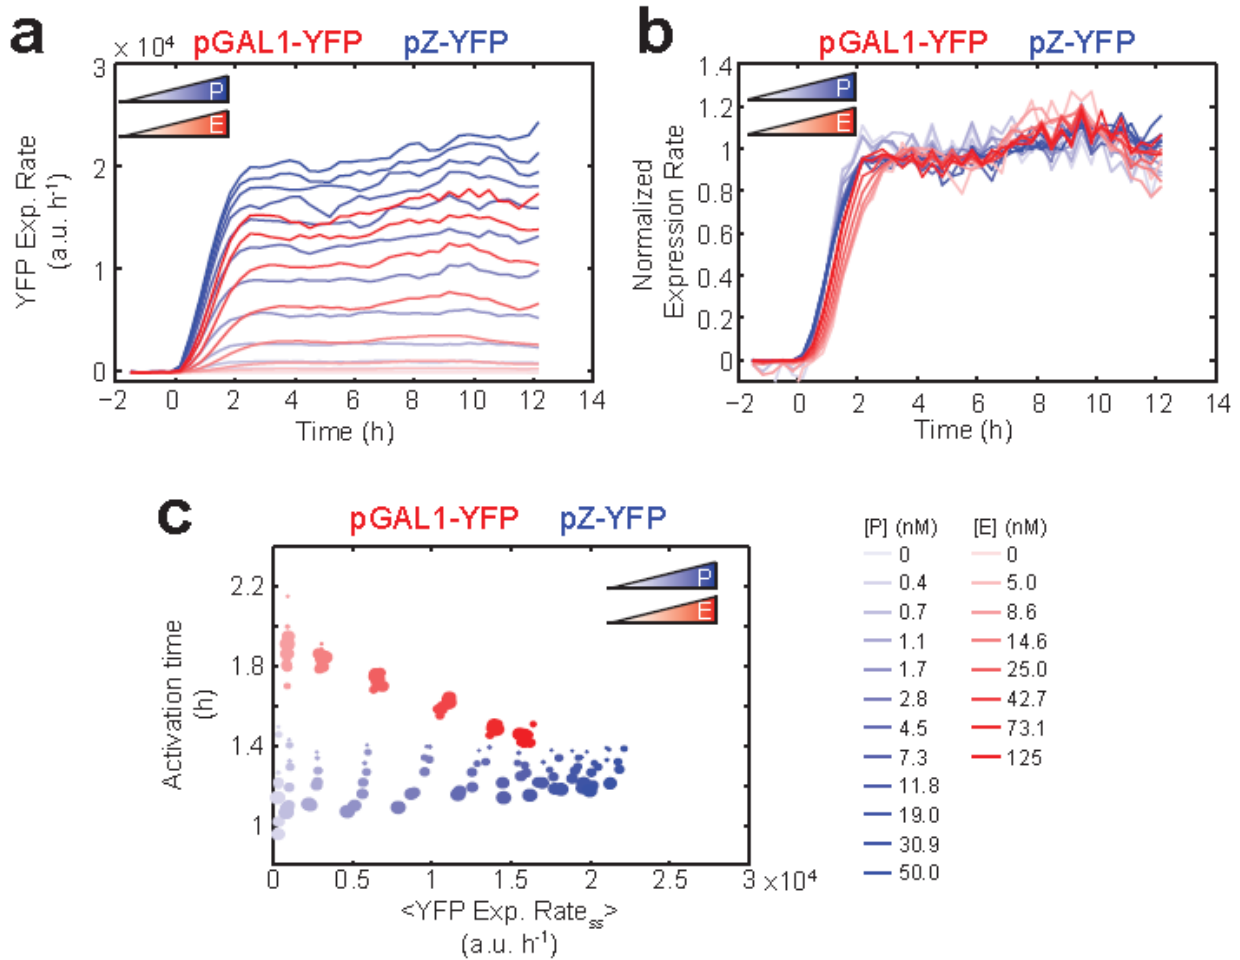 a
× 10⁴
pGAL1-YFP pZ-YFP
P
E
YFP Exp. Rate
(a.u. h⁻¹)
3
2
1
0
−2 0 2 4 6 8 10 12 14
Time (h)
b
pGAL1-YFP pZ-YFP
P
E
Normalized
Expression Rate
1.4
1.2
1
0.8
0.6
0.4
0.2
0
−2 0 2 4 6 8 10 12 14
Time (h)
c
pGAL1-YFP pZ-YFP
P
E
Activation time
(h)
2.2
1.8
1.4
1
0 0.5 1 1.5 2 2.5 3 ×10⁴
<YFP Exp. Rate_ss>
(a.u. h⁻¹)
[P] (nM) [E] (nM)
0 0
0.4 5.0
0.7 8.6
1.1 14.6
1.7 25.0
2.8 42.7
4.5 73.1
7.3 125
11.8
19.0
30.9
50.0